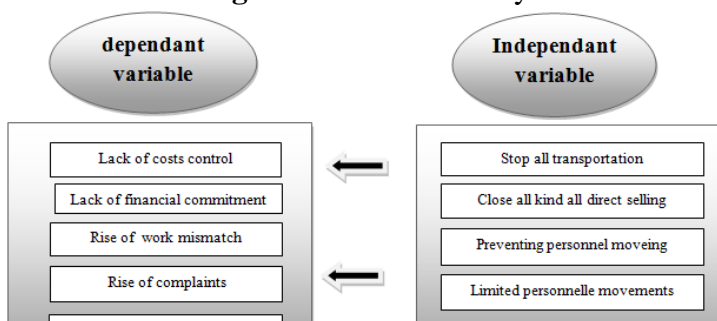 dependant
variable
Independant
variable
Lack of costs control
Lack of financial commitment
Rise of work mismatch
Rise of complaints
Stop all transportation
Close all kind all direct selling
Preventing personnel moveing
Limited personnelle movements